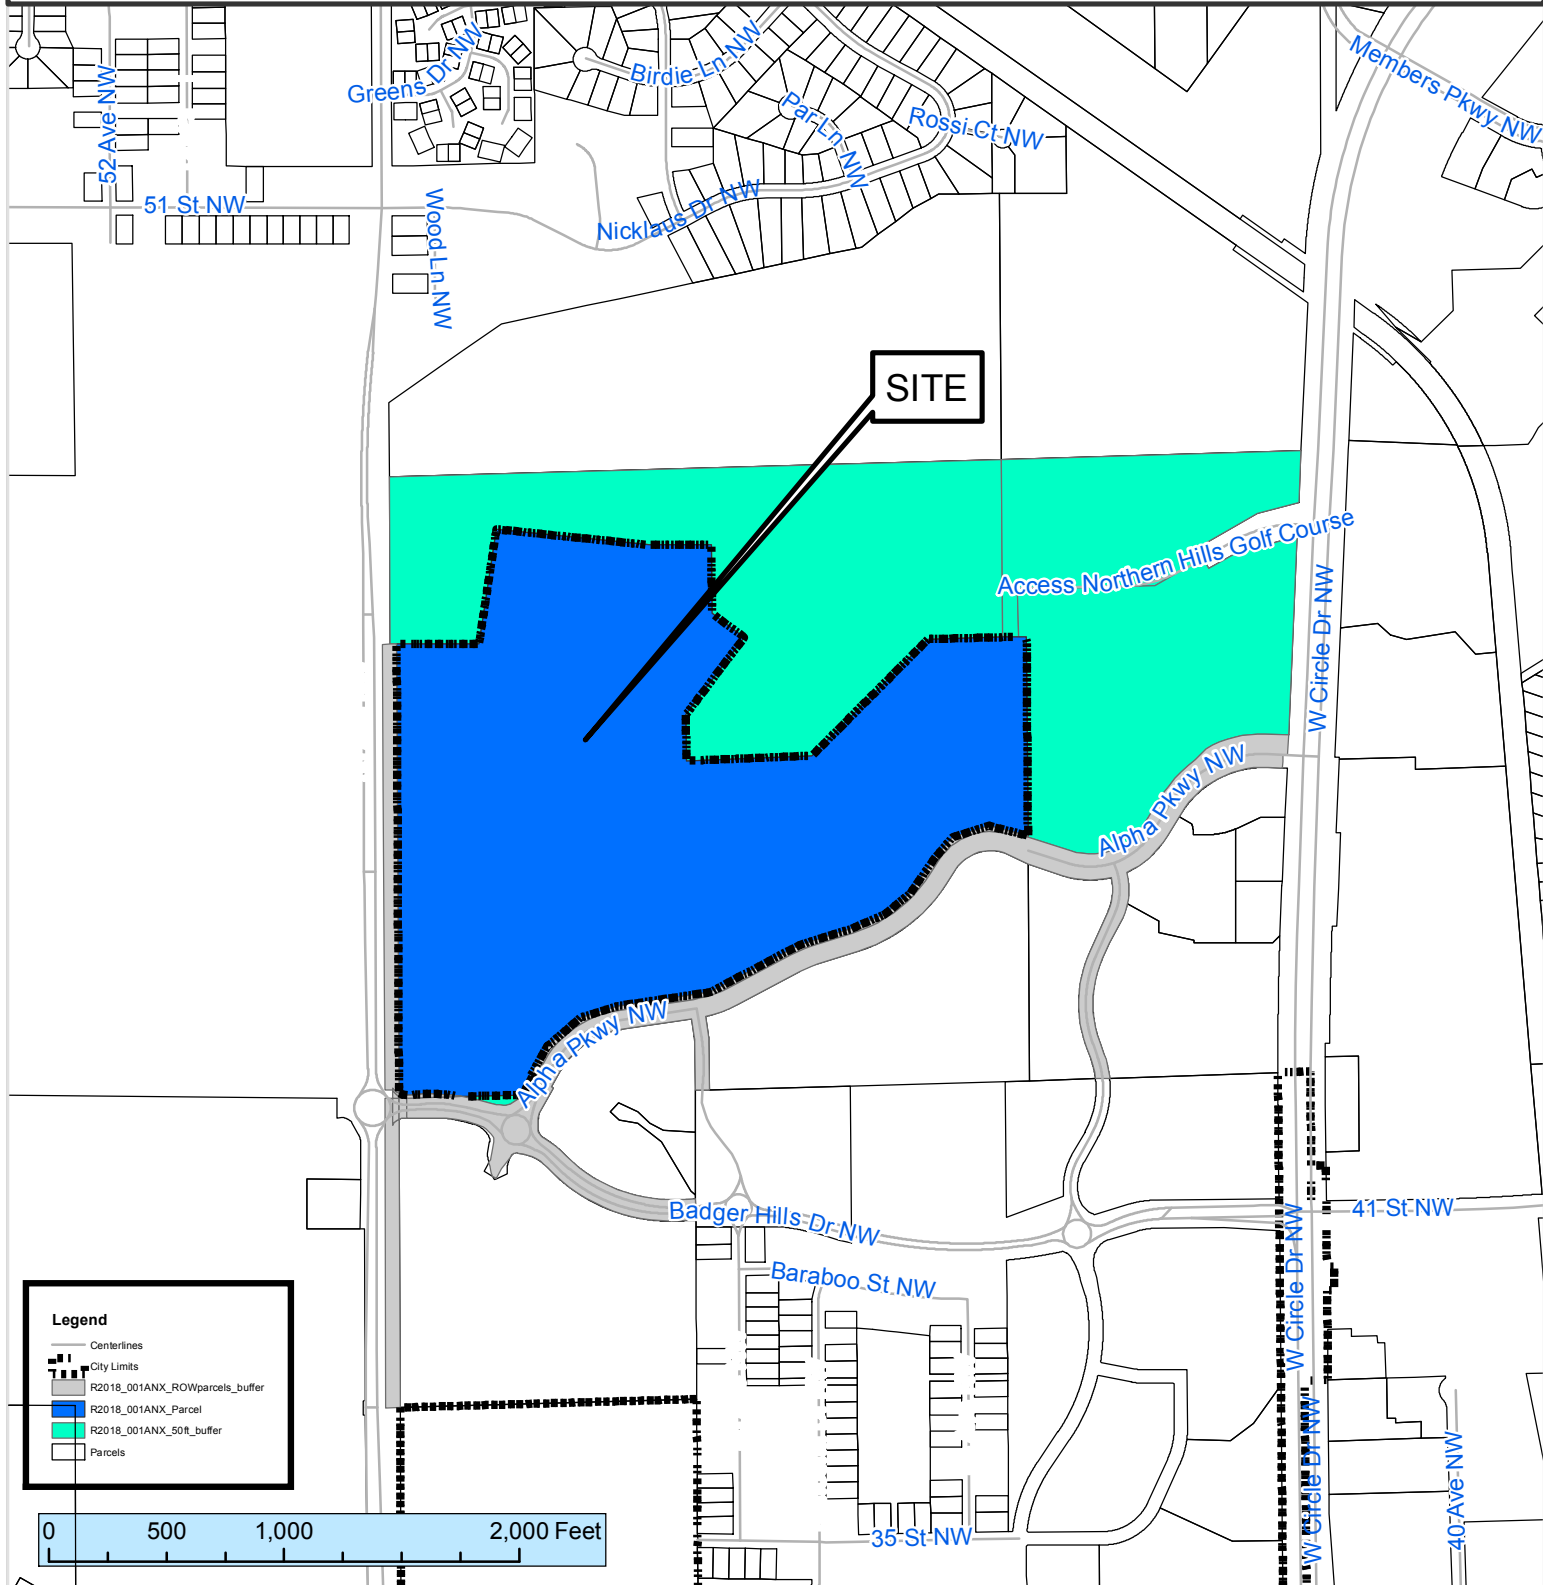 Members Pkwy NW
Greens Dr NW
Birdie Ln NW
52 Ave NW
Par Ln NW
Rossi Ct NW
51 St NW
Wood Ln NW
Nicklaus Dr NW
SITE
Access Northern Hills Golf Course
W Circle Dr NW
Alpha Pkwy NW
Alpha Pkwy NW
Badger Hills Dr NW
41 St NW
Baraboo St NW
W Circle Dr NW
Legend
Centerlines
City Limits
R2018_001ANX_ROWparcels_buffer
R2018_001ANX_Parcel
R2018_001ANX_50ft_buffer
Parcels
W Circle Dr NW
40 Ave NW
35 St NW
0 500 1,000 2,000 Feet